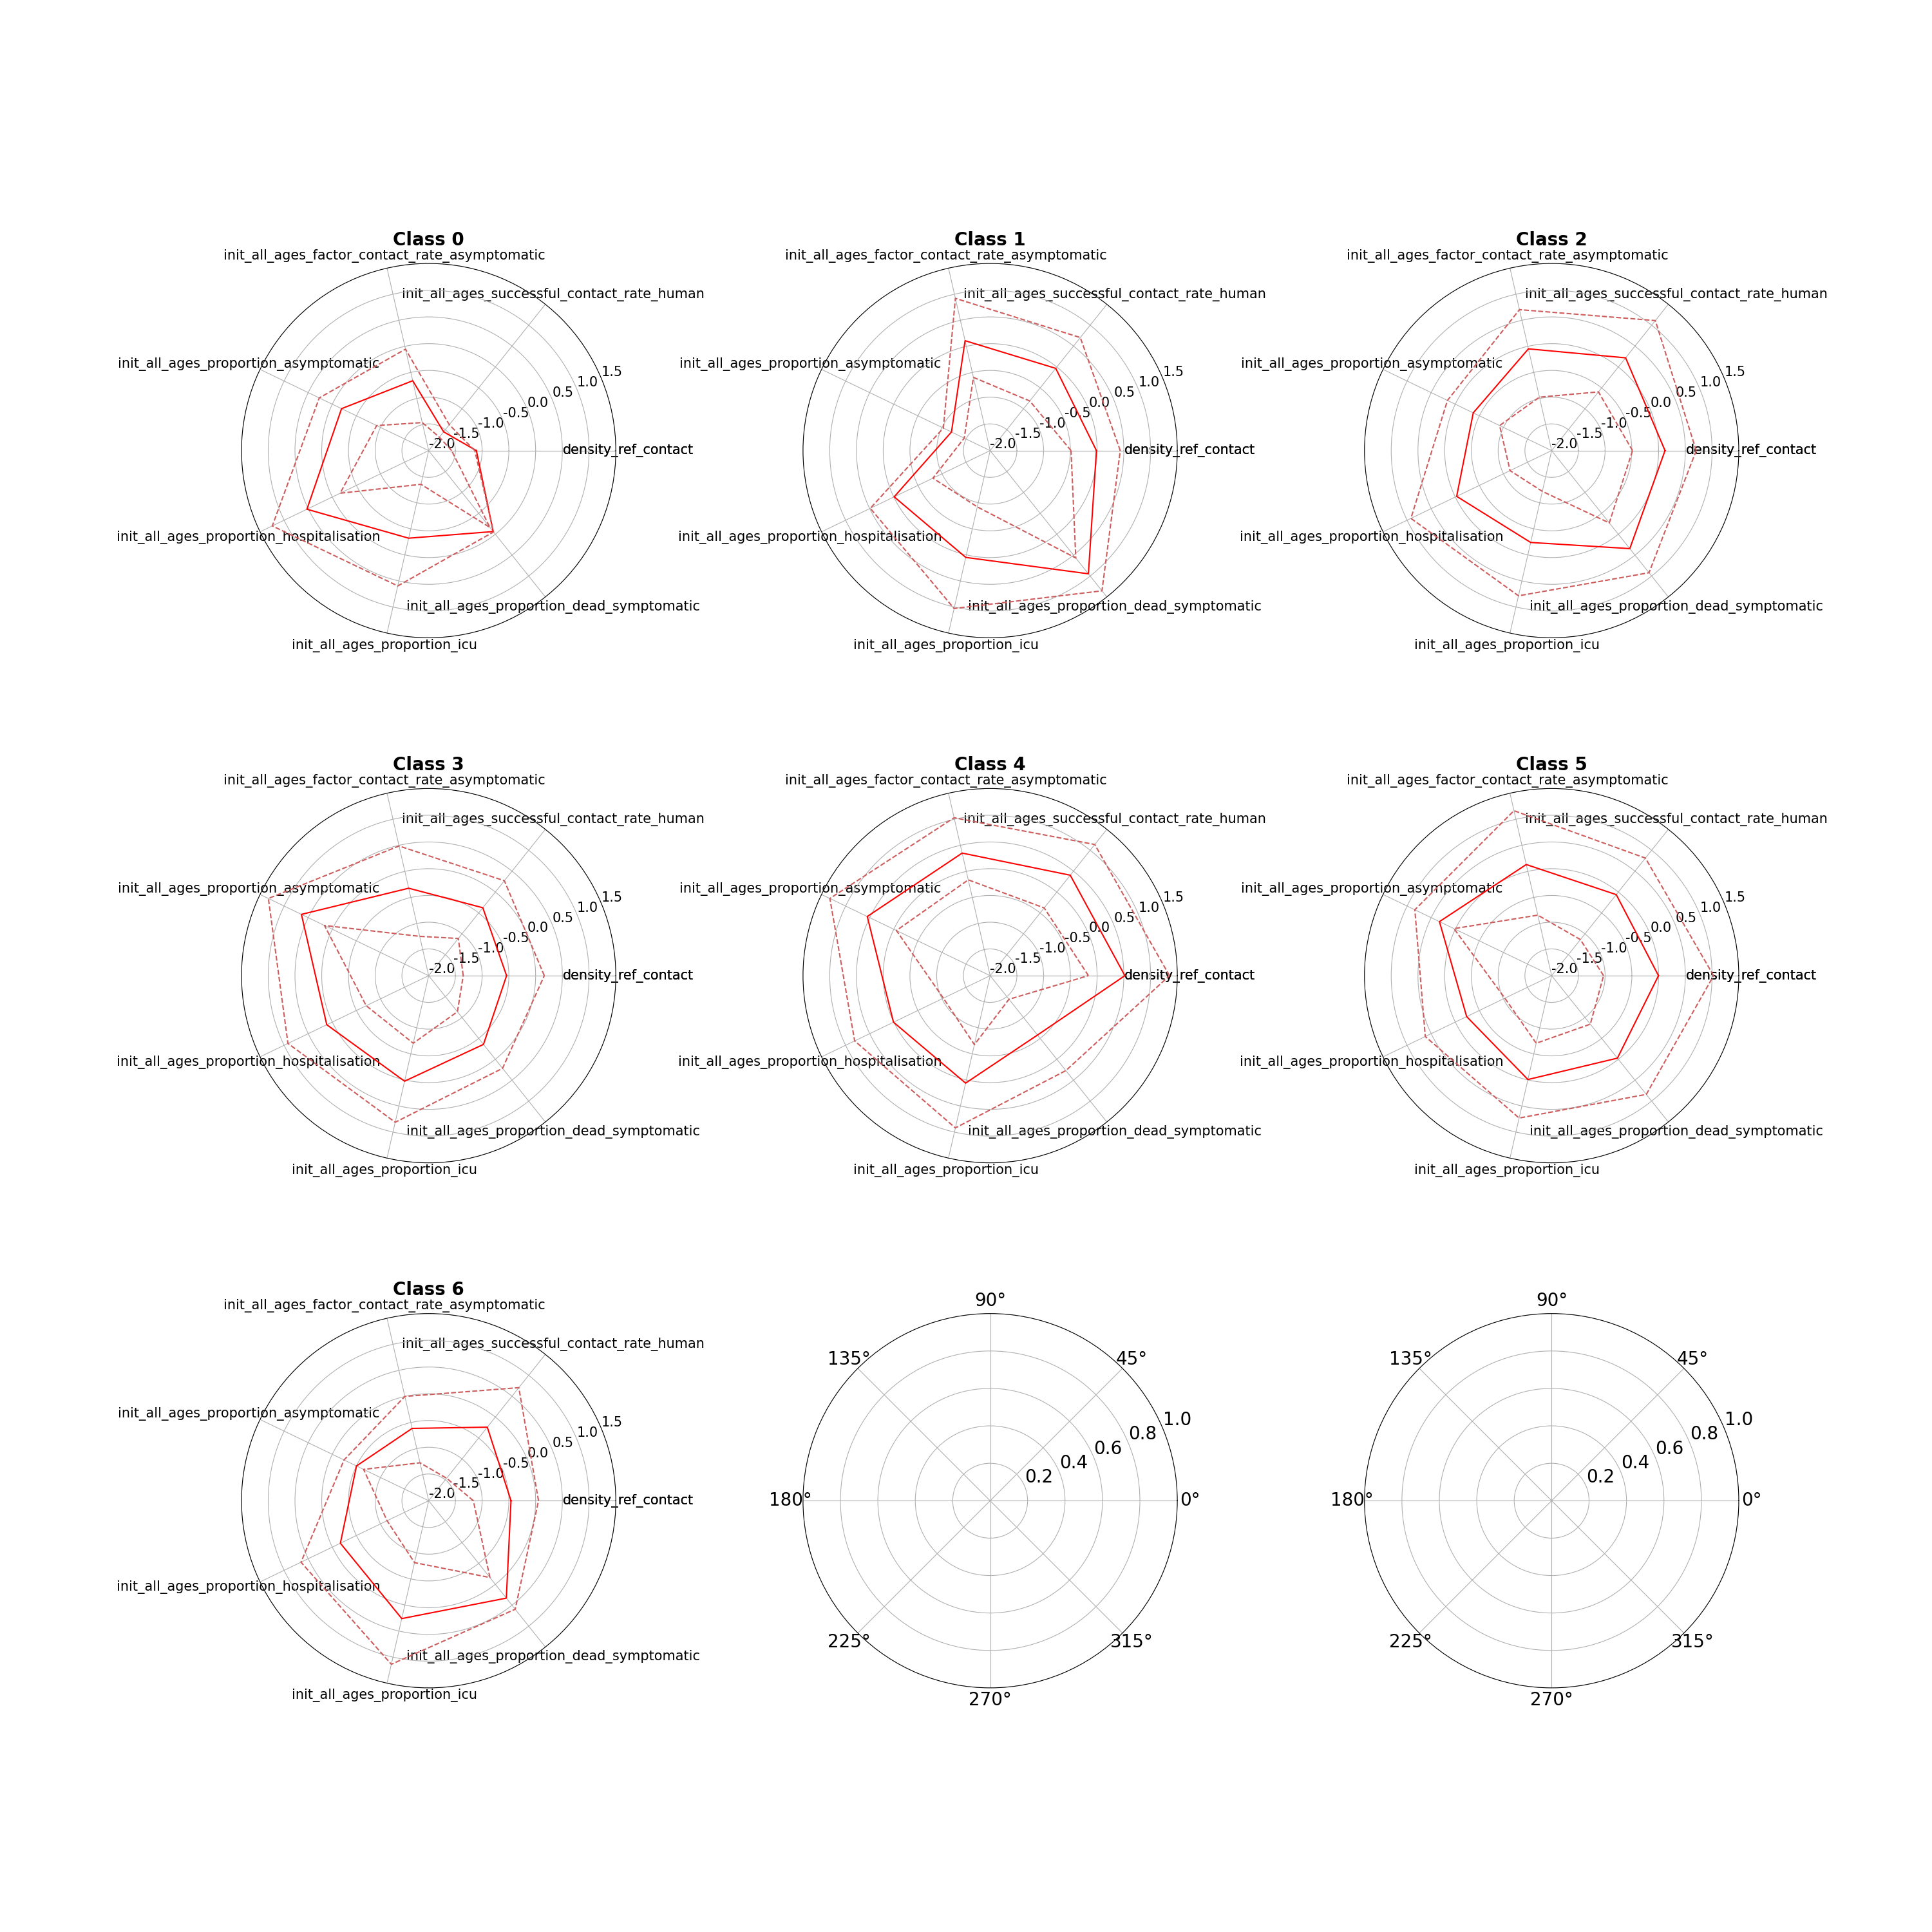 Class 0
init_all_ages_factor_contact_rate_asymptomatic
init_all_ages_successful_contact_rate_human
init_all_ages_proportion_asymptomatic
1.5
1.0
0.5
0.0
-0.5
-1.0
-1.5
-2.0
density_ref_contact
init_all_ages_proportion_hospitalisation
init_all_ages_proportion_dead_symptomatic
init_all_ages_proportion_icu
Class 1
init_all_ages_factor_contact_rate_asymptomatic
init_all_ages_successful_contact_rate_human
init_all_ages_proportion_asymptomatic
1.5
1.0
0.5
0.0
-0.5
-1.0
-1.5
-2.0
density_ref_contact
init_all_ages_proportion_hospitalisation
init_all_ages_proportion_dead_symptomatic
init_all_ages_proportion_icu
Class 2
init_all_ages_factor_contact_rate_asymptomatic
init_all_ages_successful_contact_rate_human
init_all_ages_proportion_asymptomatic
1.5
1.0
0.5
0.0
-0.5
-1.0
-1.5
-2.0
density_ref_contact
init_all_ages_proportion_hospitalisation
init_all_ages_proportion_dead_symptomatic
init_all_ages_proportion_icu
Class 3
init_all_ages_factor_contact_rate_asymptomatic
init_all_ages_successful_contact_rate_human
init_all_ages_proportion_asymptomatic
1.5
1.0
0.5
0.0
-0.5
-1.0
-1.5
-2.0
density_ref_contact
init_all_ages_proportion_hospitalisation
init_all_ages_proportion_dead_symptomatic
init_all_ages_proportion_icu
Class 4
init_all_ages_factor_contact_rate_asymptomatic
init_all_ages_successful_contact_rate_human
init_all_ages_proportion_asymptomatic
1.5
1.0
0.5
0.0
-0.5
-1.0
-1.5
-2.0
density_ref_contact
init_all_ages_proportion_hospitalisation
init_all_ages_proportion_dead_symptomatic
init_all_ages_proportion_icu
Class 5
init_all_ages_factor_contact_rate_asymptomatic
init_all_ages_successful_contact_rate_human
init_all_ages_proportion_asymptomatic
1.5
1.0
0.5
0.0
-0.5
-1.0
-1.5
-2.0
density_ref_contact
init_all_ages_proportion_hospitalisation
init_all_ages_proportion_dead_symptomatic
init_all_ages_proportion_icu
Class 6
init_all_ages_factor_contact_rate_asymptomatic
init_all_ages_successful_contact_rate_human
init_all_ages_proportion_asymptomatic
1.5
1.0
0.5
0.0
-0.5
-1.0
-1.5
-2.0
density_ref_contact
init_all_ages_proportion_hospitalisation
init_all_ages_proportion_dead_symptomatic
init_all_ages_proportion_icu
90°
135°
45°
1.0
0.8
0.6
0.4
0.2
180°
0°
225°
315°
270°
90°
135°
45°
1.0
0.8
0.6
0.4
0.2
180°
0°
225°
315°
270°